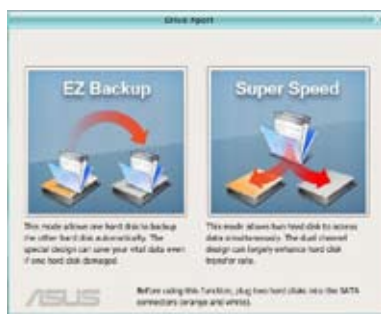 Drive Xpert
EZ Backup
Super Speed
This mode allows one hard disk to backup
the other hard disk automatically. The
special design can save your vital data even
if one hard disk damaged.
This mode allows two hard disk to access
data simultaneously. The dual channel
design can largely enhance hard disk
transfer rate.
ASUS
Before using this function, plug two hard disks into the SATA
connectors (orange and white).